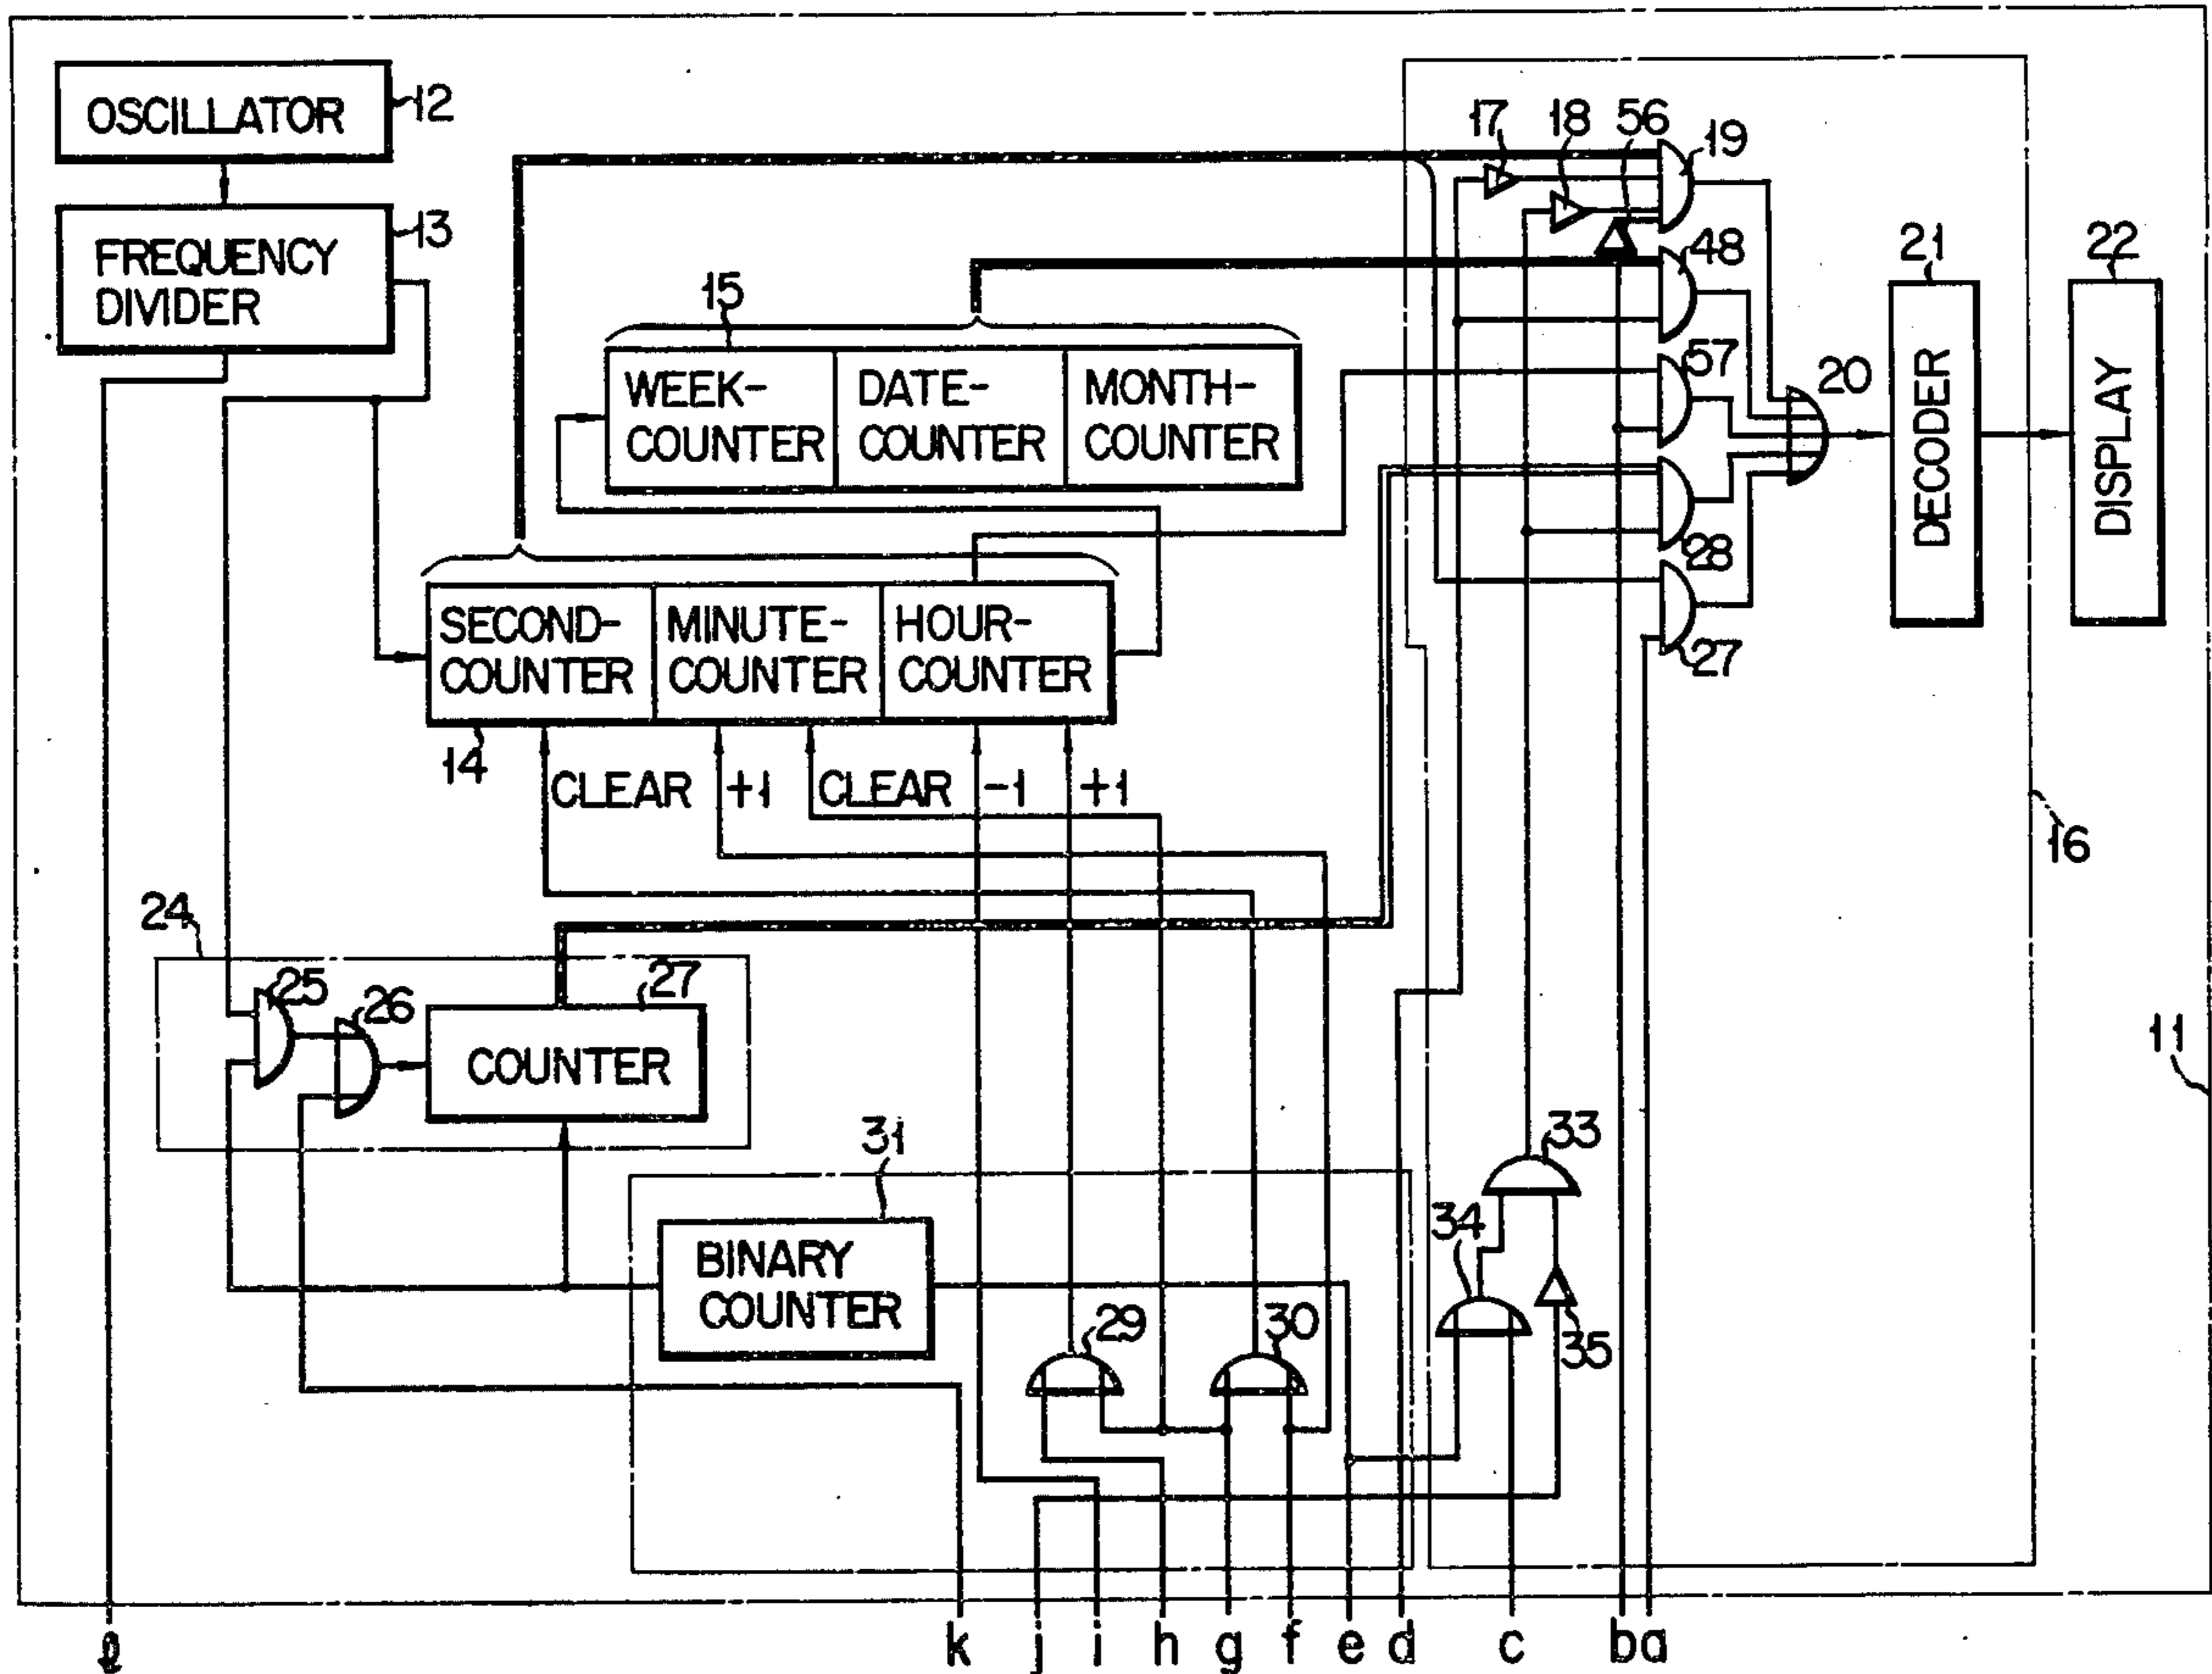 OSCILLATOR
12
FREQUENCY
DIVIDER
13
17
18
56
19
48
57
20
28
27
21
DECODER
22
DISPLAY
15
WEEK-
COUNTER
DATE-
COUNTER
MONTH-
COUNTER
SECOND-
COUNTER
MINUTE-
COUNTER
HOUR-
COUNTER
14
CLEAR
+1
CLEAR
-1
+1
16
24
25
26
27
COUNTER
11
31
BINARY
COUNTER
29
30
33
34
35
l
k
j
i
h
g
f
e
d
c
b
a